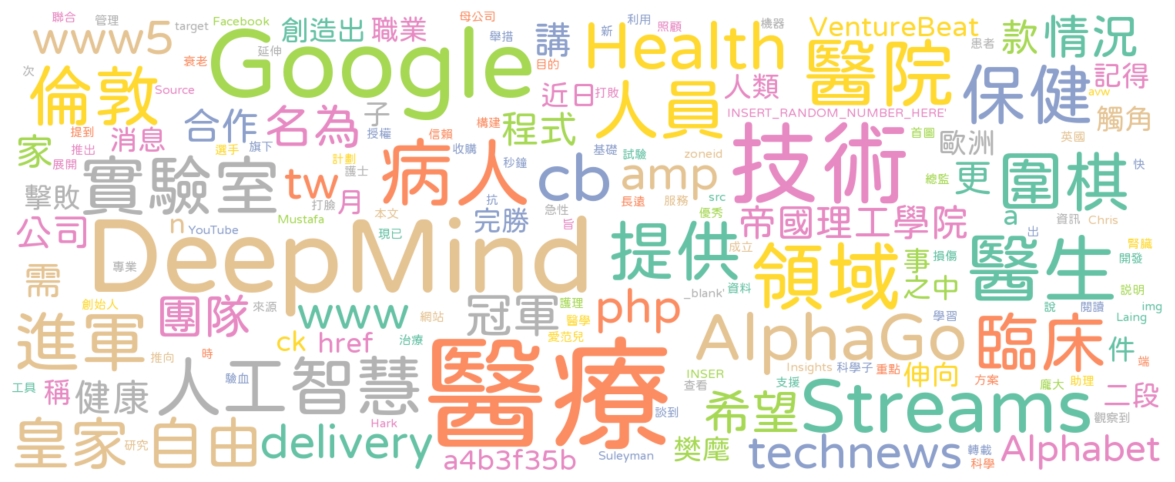 www5
target
聯合
管理
Facebook
創造出
職業
母公司
舉措
講
新
利用
照顧
機器
VentureBeat
患者
款
情況
Google
Health
醫院
衰老
延伸
目的
打敗
次
倫敦
Source
近日
人員
人類
保健
記得
avw
觸角
子
INSERT_RANDOM_NUMBER_HERE'
提到
推出
消息
合作
名為
授權
信賴
構建
程式
首圖
歐洲
英國
家
展開
選手
旗下
計劃
護士
病人
收購
秒鐘
基礎
試驗
zoneid
技術
總監
更
圍棋
快
擊敗
實驗室
打臉
tw
月
cb
抗
amp
長遠
服務
src
優秀
公司
n
YouTube
Mustafa
現已
本文
完勝
急性
旨
帝國理工學院
成立
a
資訊
Chris
出
腎臟
需
DeepMind
專業
提供
_blank'
資料
領域
事
之中
損傷
醫生
開發
說明
創始人
團隊
來源
www
網站
冠軍
護理
醫學
愛范兒
php
學習
說
閱讀
img
Laing
進軍
推向
時
ck
href
治療
AlphaGo
臨床
件
端
工具
稱
健康
驗血
人工智慧
醫療
INSER
查看
Insights
支援
科學子
重點
伸向
方案
龐大
助理
二段
觀察到
皇家
研究
自由
delivery
Hark
談到
希望
Streams
a4b3f35b
Suleyman
樊麾
technews
轉載
科學
Alphabet